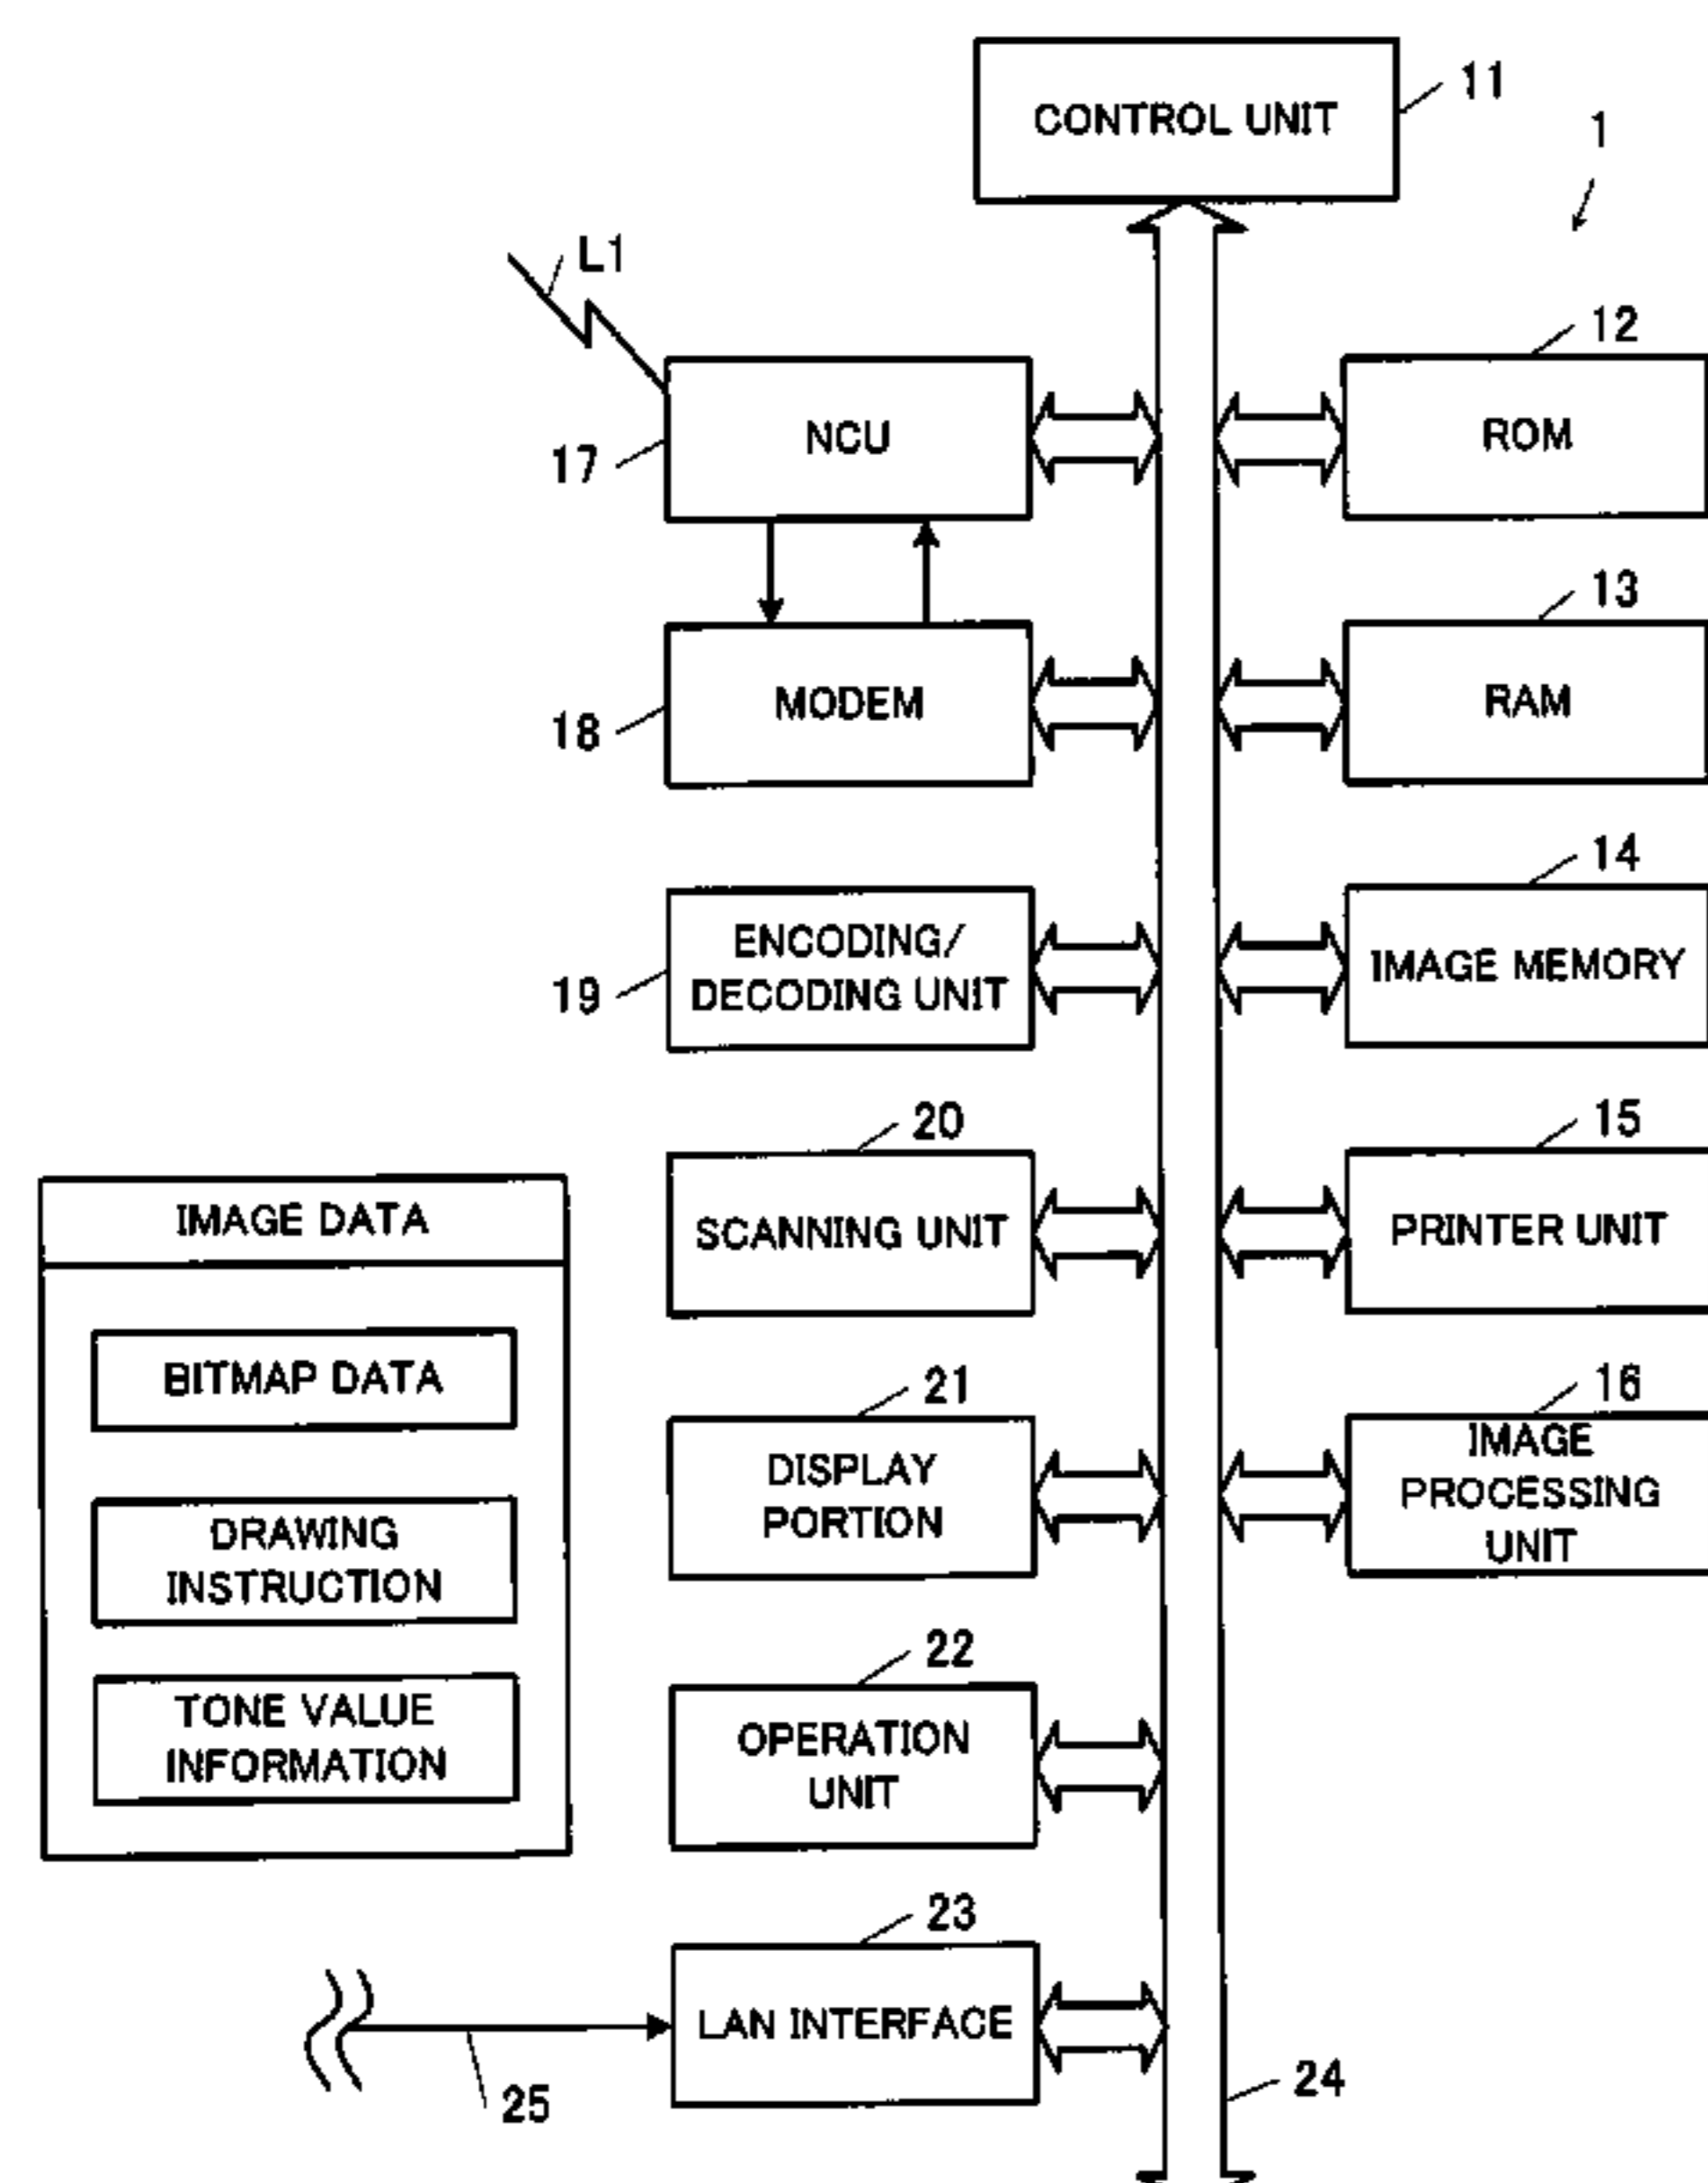 CONTROL UNIT
11
1
L1
12
NCU
ROM
17
13
MODEM
RAM
18
14
ENCODING/
DECODING UNIT
IMAGE MEMORY
19
20
15
IMAGE DATA
SCANNING UNIT
PRINTER UNIT
BITMAP DATA
21
16
DISPLAY
PORTION
IMAGE
PROCESSING
UNIT
DRAWING
INSTRUCTION
22
TONE VALUE
INFORMATION
OPERATION
UNIT
23
LAN INTERFACE
24
25